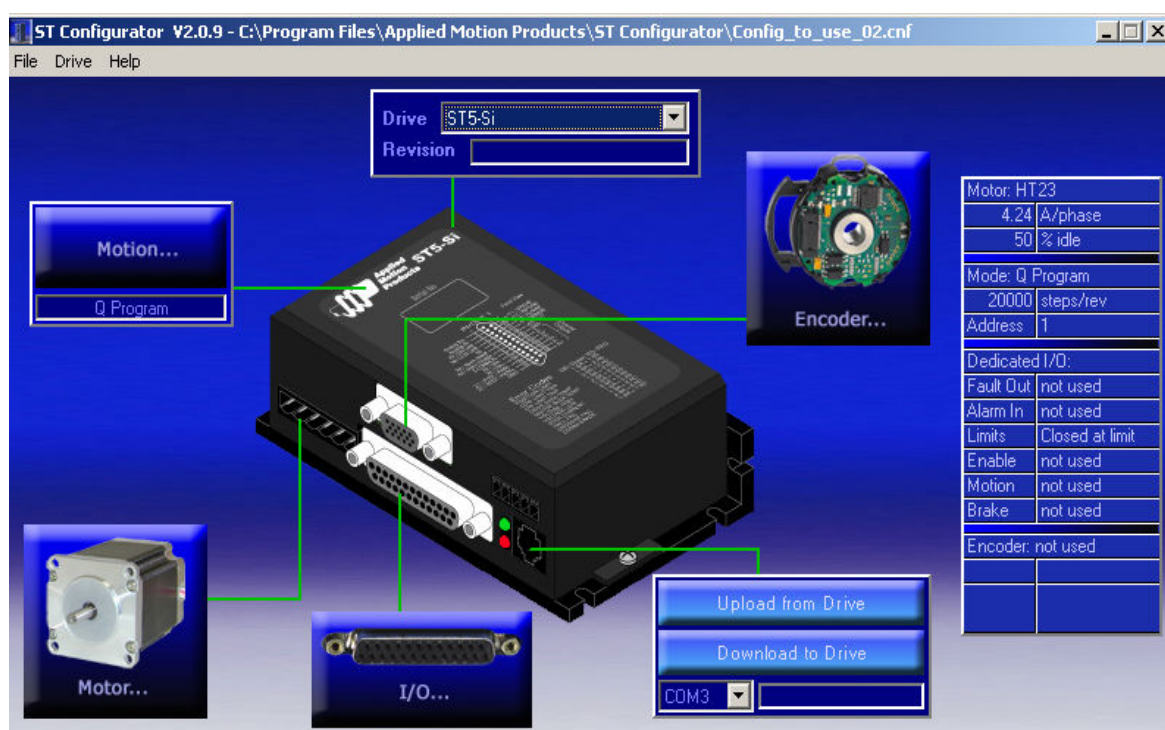 ST Configurator V2.0.9 - C:\Program Files\Applied Motion Products\ST Configurator\Config_to_use_02.cnf
File Drive Help
Drive ST5-Si
Revision
Motion...
Q Program
Applied
Motion
Products
ST5-Si
Error Codes
Encoder...
Motor: HT23
4.24 A/phase
50 % idle
Mode: Q Program
20000 steps/rev
Address 1
Dedicated I/O:
Fault Out not used
Alarm In not used
Limits Closed at limit
Enable not used
Motion not used
Brake not used
Encoder: not used
Motor...
I/O...
Upload from Drive
Download to Drive
COM3